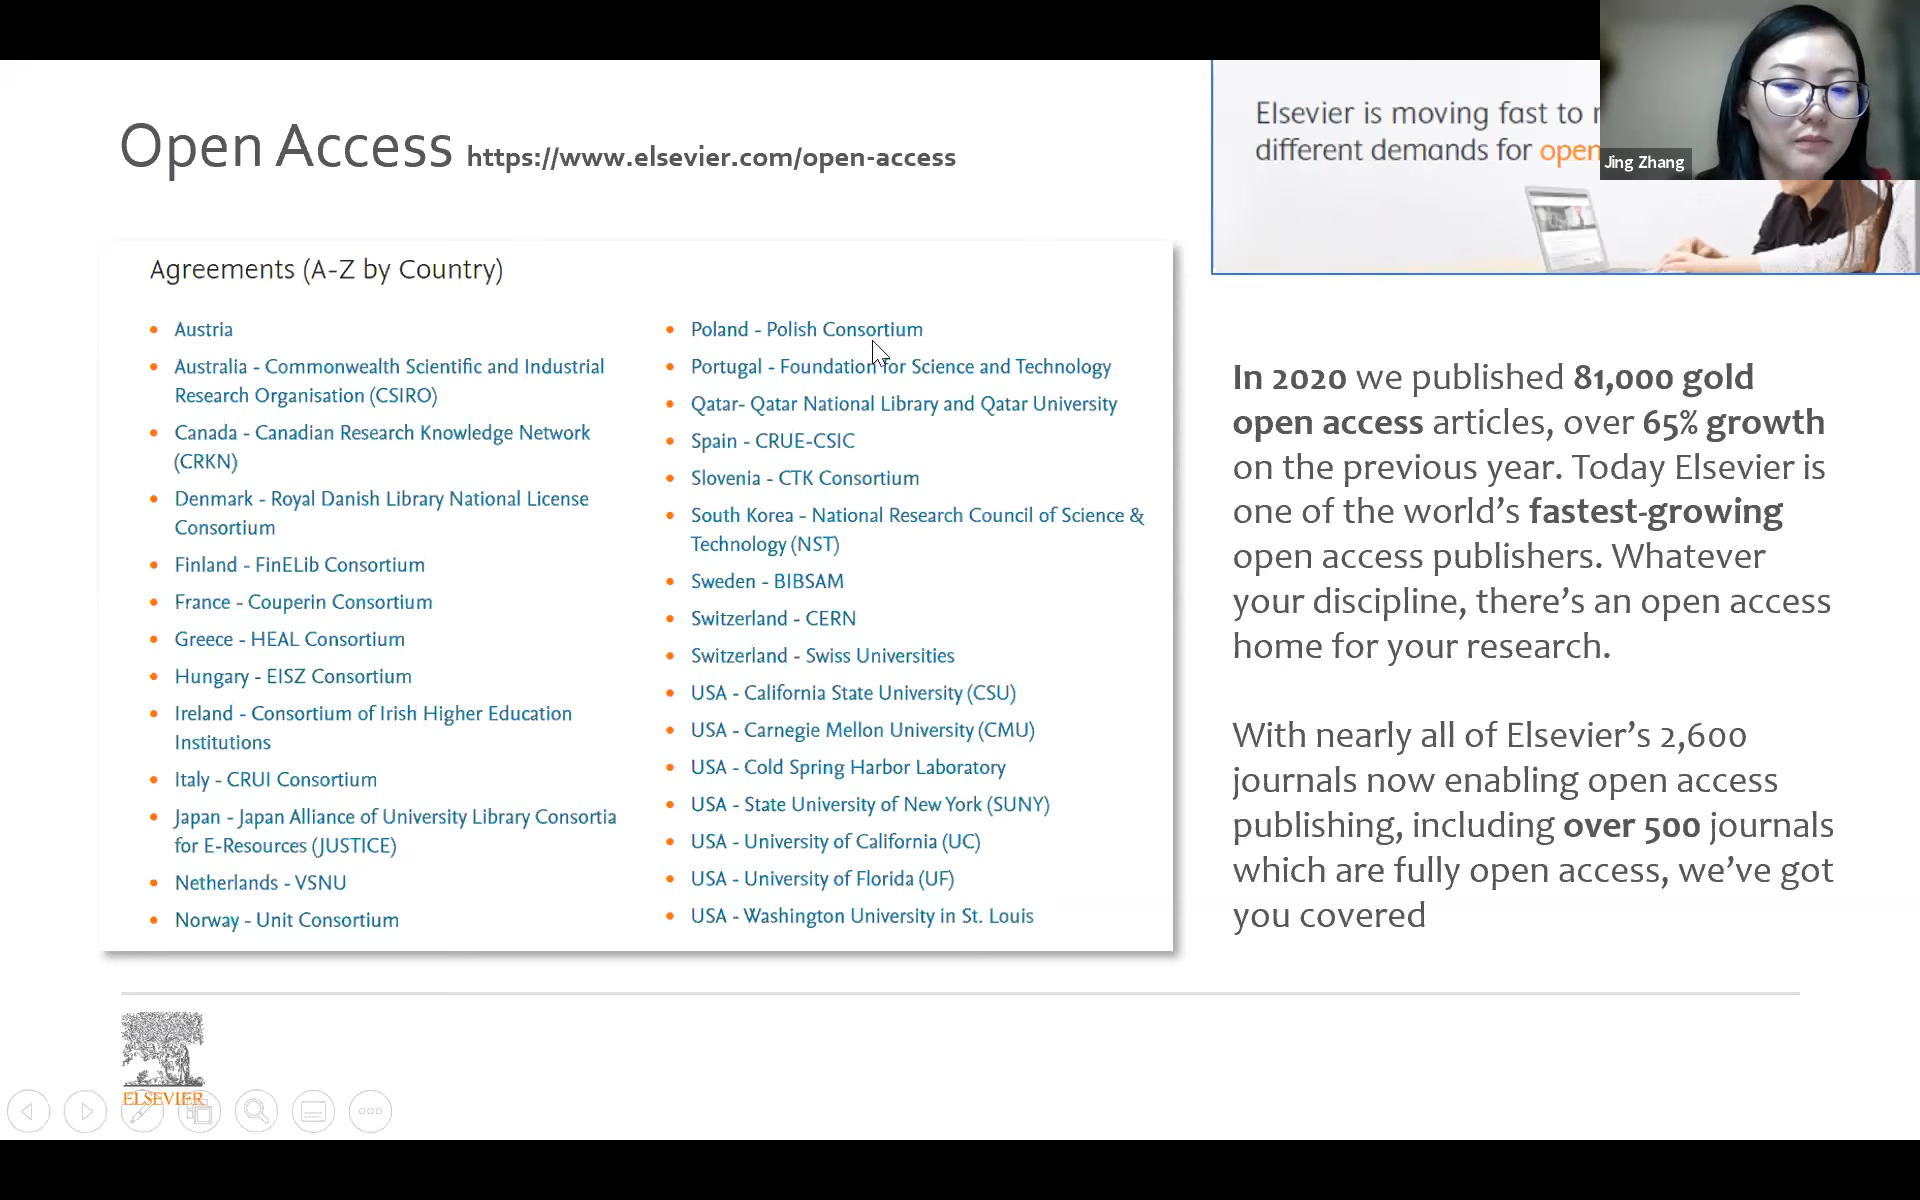 Open Access https://www.elsevier.com/open-access
Elsevier is moving fast to
different demands for open
Jing Zhang
Agreements (A-Z by Country)
• Austria
• Australia - Commonwealth Scientific and Industrial
Research Organisation (CSIRO)
• Canada - Canadian Research Knowledge Network
(CRKN)
• Denmark - Royal Danish Library National License
Consortium
• Finland - FinELib Consortium
• France - Couperin Consortium
• Greece - HEAL Consortium
• Hungary - EISZ Consortium
• Ireland - Consortium of Irish Higher Education
Institutions
• Italy - CRUI Consortium
• Japan - Japan Alliance of University Library Consortia
for E-Resources (JUSTICE)
• Netherlands - VSNU
• Norway - Unit Consortium
• Poland - Polish Consortium
• Portugal - Foundation for Science and Technology
• Qatar- Qatar National Library and Qatar University
• Spain - CRUE-CSIC
• Slovenia - CTK Consortium
• South Korea - National Research Council of Science &
Technology (NST)
• Sweden - BIBSAM
• Switzerland - CERN
• Switzerland - Swiss Universities
• USA - California State University (CSU)
• USA - Carnegie Mellon University (CMU)
• USA - Cold Spring Harbor Laboratory
• USA - State University of New York (SUNY)
• USA - University of California (UC)
• USA - University of Florida (UF)
• USA - Washington University in St. Louis
In 2020 we published 81,000 gold
open access articles, over 65% growth
on the previous year. Today Elsevier is
one of the world’s fastest-growing
open access publishers. Whatever
your discipline, there’s an open access
home for your research.
With nearly all of Elsevier’s 2,600
journals now enabling open access
publishing, including over 500 journals
which are fully open access, we’ve got
you covered
ELSEVIER